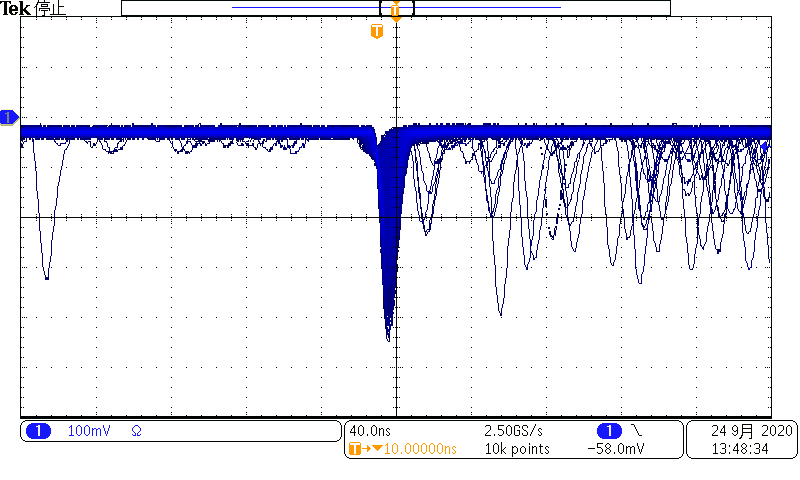 Tek 停止
T
T
1
1 100mV Ω
40.0ns 2.50GS/s 1
T→▼10.00000ns 10k points -58.0mV
24 9月 2020
13:48:34